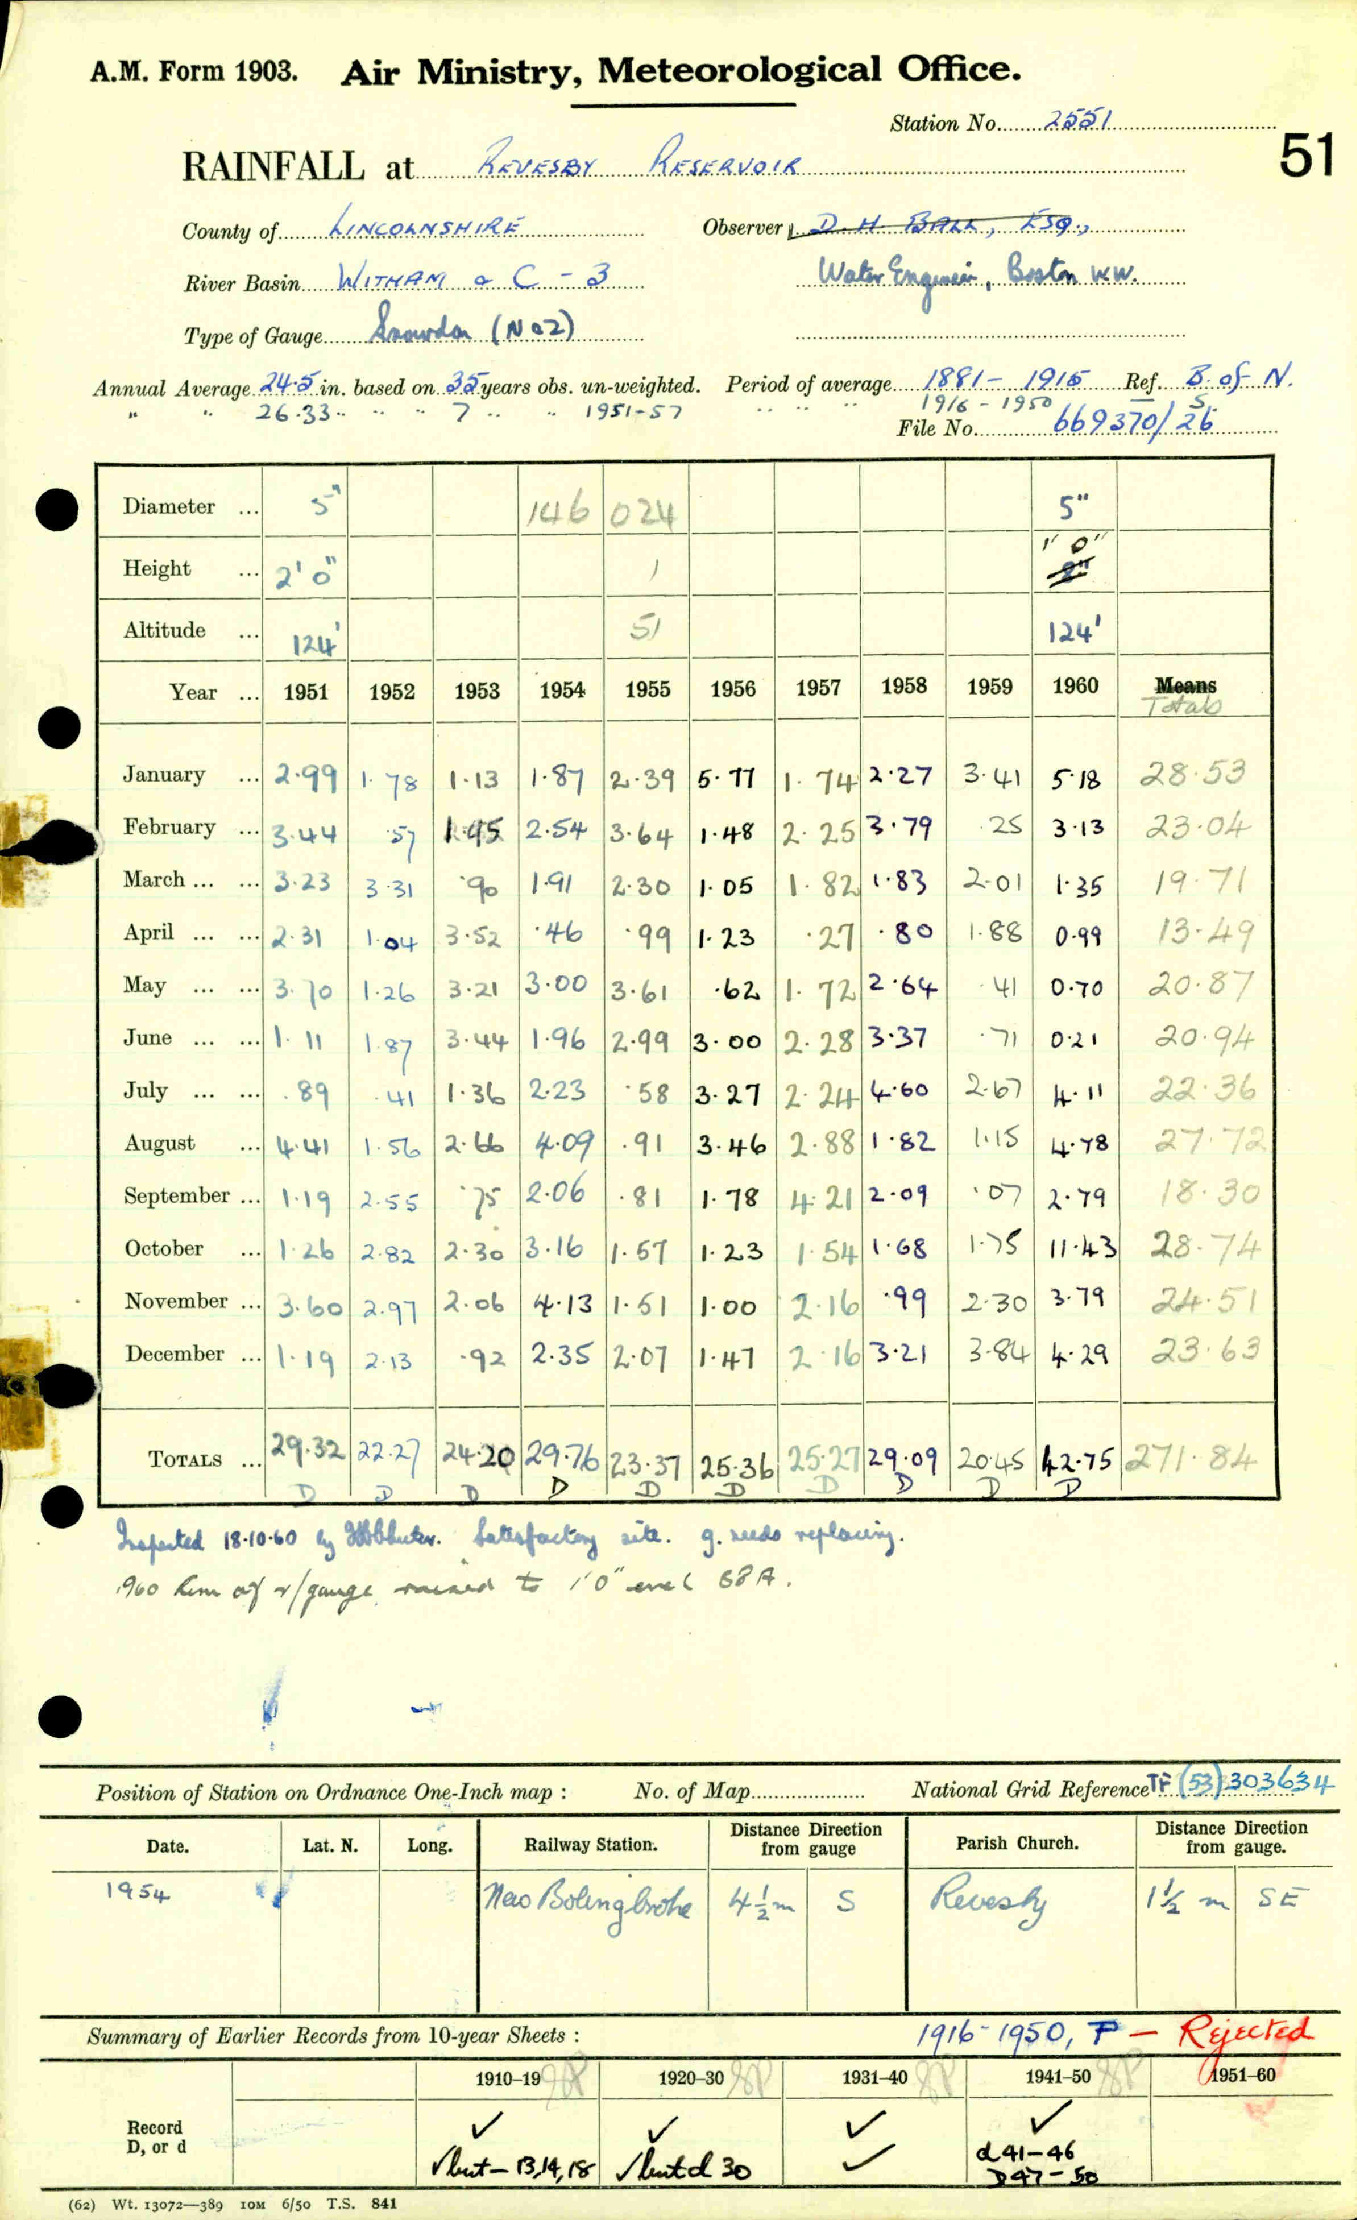 A.M. Form 1903. Air Ministry, Meteorological Office.
Station No. 2551
51
RAINFALL at REVESBY RESERVOIR
County of LINCOLNSHIRE Observer D. H. BALL, ESQ.,
River Basin WITHAM & C - 3 Water Engineer, Boston WW.
Type of Gauge Snowdon (No2)
Annual Average 24.5 in. based on 35 years obs. un-weighted. Period of average 1881 - 1915 Ref. B. of N.
" " 26.33 " " " 7 " " 1951-57 " " " 1916 - 1950 S
File No. 669370/26
Diameter ... 5" 146 024 5"
Height ... 2' 0" 1 1' 0"
Altitude ... 124' 51 124'
Year ... 1951 1952 1953 1954 1955 1956 1957 1958 1959 1960 Means
Totals
January ... 2.99 1.78 1.13 1.87 2.39 5.77 1.74 2.27 3.41 5.18 28.53
February ... 3.44 .57 1.45 2.54 3.64 1.48 2.25 3.79 .25 3.13 23.04
March ... ... 3.23 3.31 .90 1.91 2.30 1.05 1.82 1.83 2.01 1.35 19.71
April ... ... 2.31 1.04 3.52 .46 .99 1.23 .27 .80 1.88 0.99 13.49
May ... ... 3.70 1.26 3.21 3.00 3.61 .62 1.72 2.64 .41 0.70 20.87
June ... ... 1.11 1.87 3.44 1.96 2.99 3.00 2.28 3.37 .71 0.21 20.94
July ... ... .89 .41 1.36 2.23 .58 3.27 2.24 4.60 2.67 4.11 22.36
August ... 4.41 1.56 2.66 4.09 .91 3.46 2.88 1.82 1.15 4.78 27.72
September ... 1.19 2.55 .75 2.06 .81 1.78 4.21 2.09 .07 2.79 18.30
October ... 1.26 2.82 2.30 3.16 1.57 1.23 1.54 1.68 1.75 11.43 28.74
November ... 3.60 2.97 2.06 4.13 1.51 1.00 2.16 .99 2.30 3.79 24.51
December ... 1.19 2.13 .92 2.35 2.07 1.47 2.16 3.21 3.84 4.29 23.63
TOTALS ... 29.32 22.27 24.20 29.76 23.37 25.36 25.27 29.09 20.45 42.75 271.84
D D D D D D D D D D
Inspected 18.10.60 by Satisfactory site. g. needs replacing.
1960 Rim of r/gauge raised to 1'0"
Position of Station on Ordnance One-Inch map : No. of Map National Grid Reference TF (53) 303634
Date. Lat. N. Long. Railway Station. Distance from gauge Direction Parish Church. Distance Direction from gauge.
1954 New Bolingbroke 4½m S Revesby 1½ m SE
Summary of Earlier Records from 10-year Sheets : 1916-1950, F — Rejected
1910–19 1920–30 1931–40 1941–50 1951–60
Record ✓ ✓ ✓ ✓
D, or d ✓ but – 13,14,18 ✓ but d 30 ✓ d 41–46
D 47–50
(62) Wt. 13072—389 10M 6/50 T.S. 841